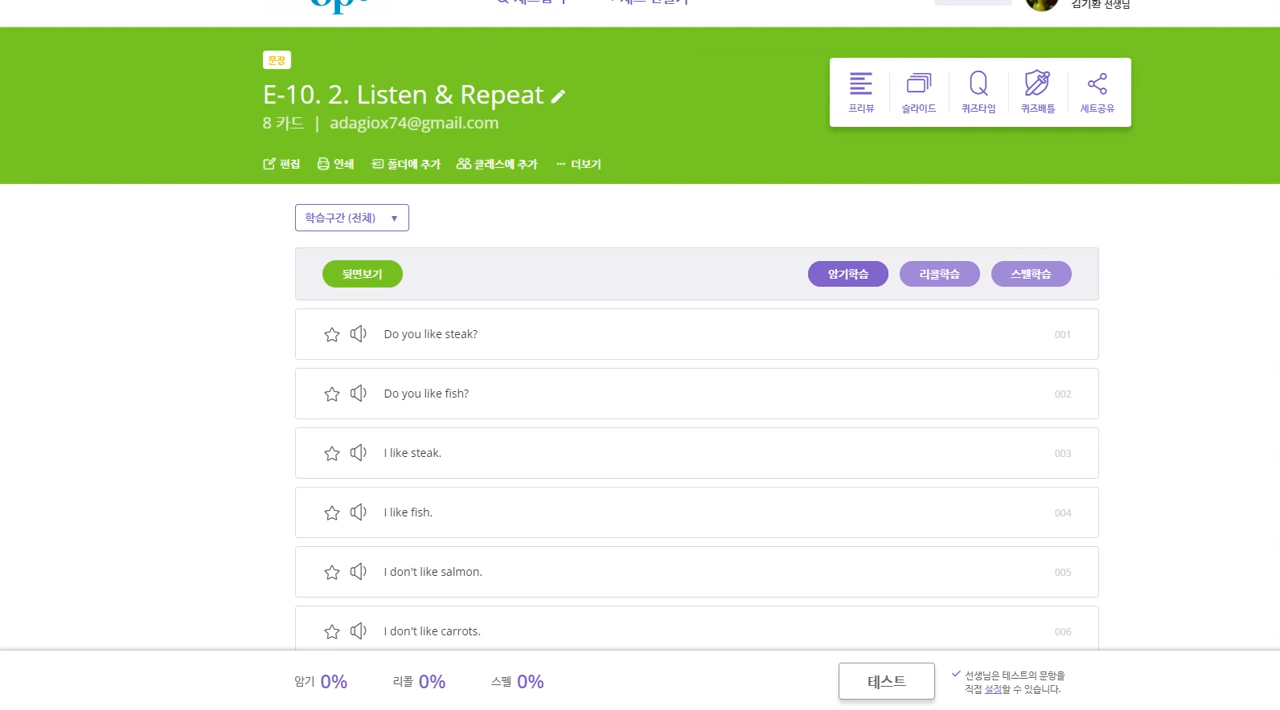 김기환 선생님
문장
E-10. 2. Listen & Repeat
8 카드 | adagiox74@gmail.com
프리뷰 슬라이드 퀴즈타임 퀴즈배틀 세트공유
편집 인쇄 폴더에 추가 클래스에 추가 ··· 더보기
학습구간 (전체) ▼
뒷면보기 암기학습 리콜학습 스펠학습
Do you like steak? 001
Do you like fish? 002
I like steak. 003
I like fish. 004
I don't like salmon. 005
I don't like carrots. 006
암기 0% 리콜 0% 스펠 0%
테스트
선생님은 테스트의 문항을
직접 설정할 수 있습니다.